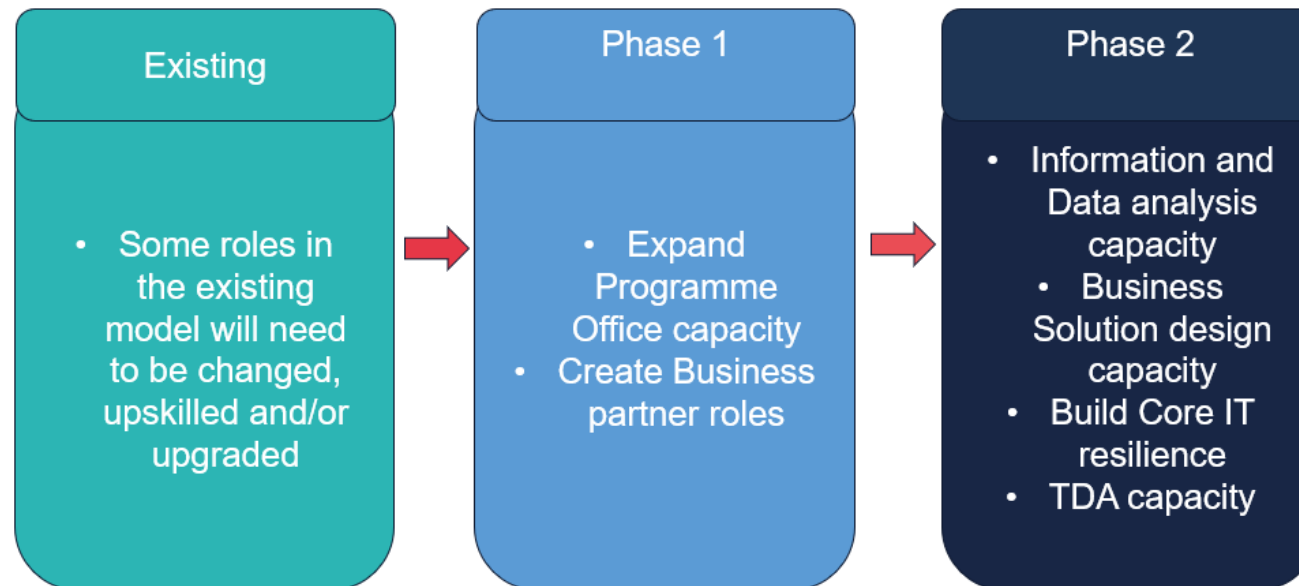 Existing
• Some roles in
the existing
model will need
to be changed,
upskilled and/or
upgraded
Phase 1
• Expand
Programme
Office capacity
• Create Business
partner roles
Phase 2
• Information and
Data analysis
capacity
• Business
Solution design
capacity
• Build Core IT
resilience
• TDA capacity